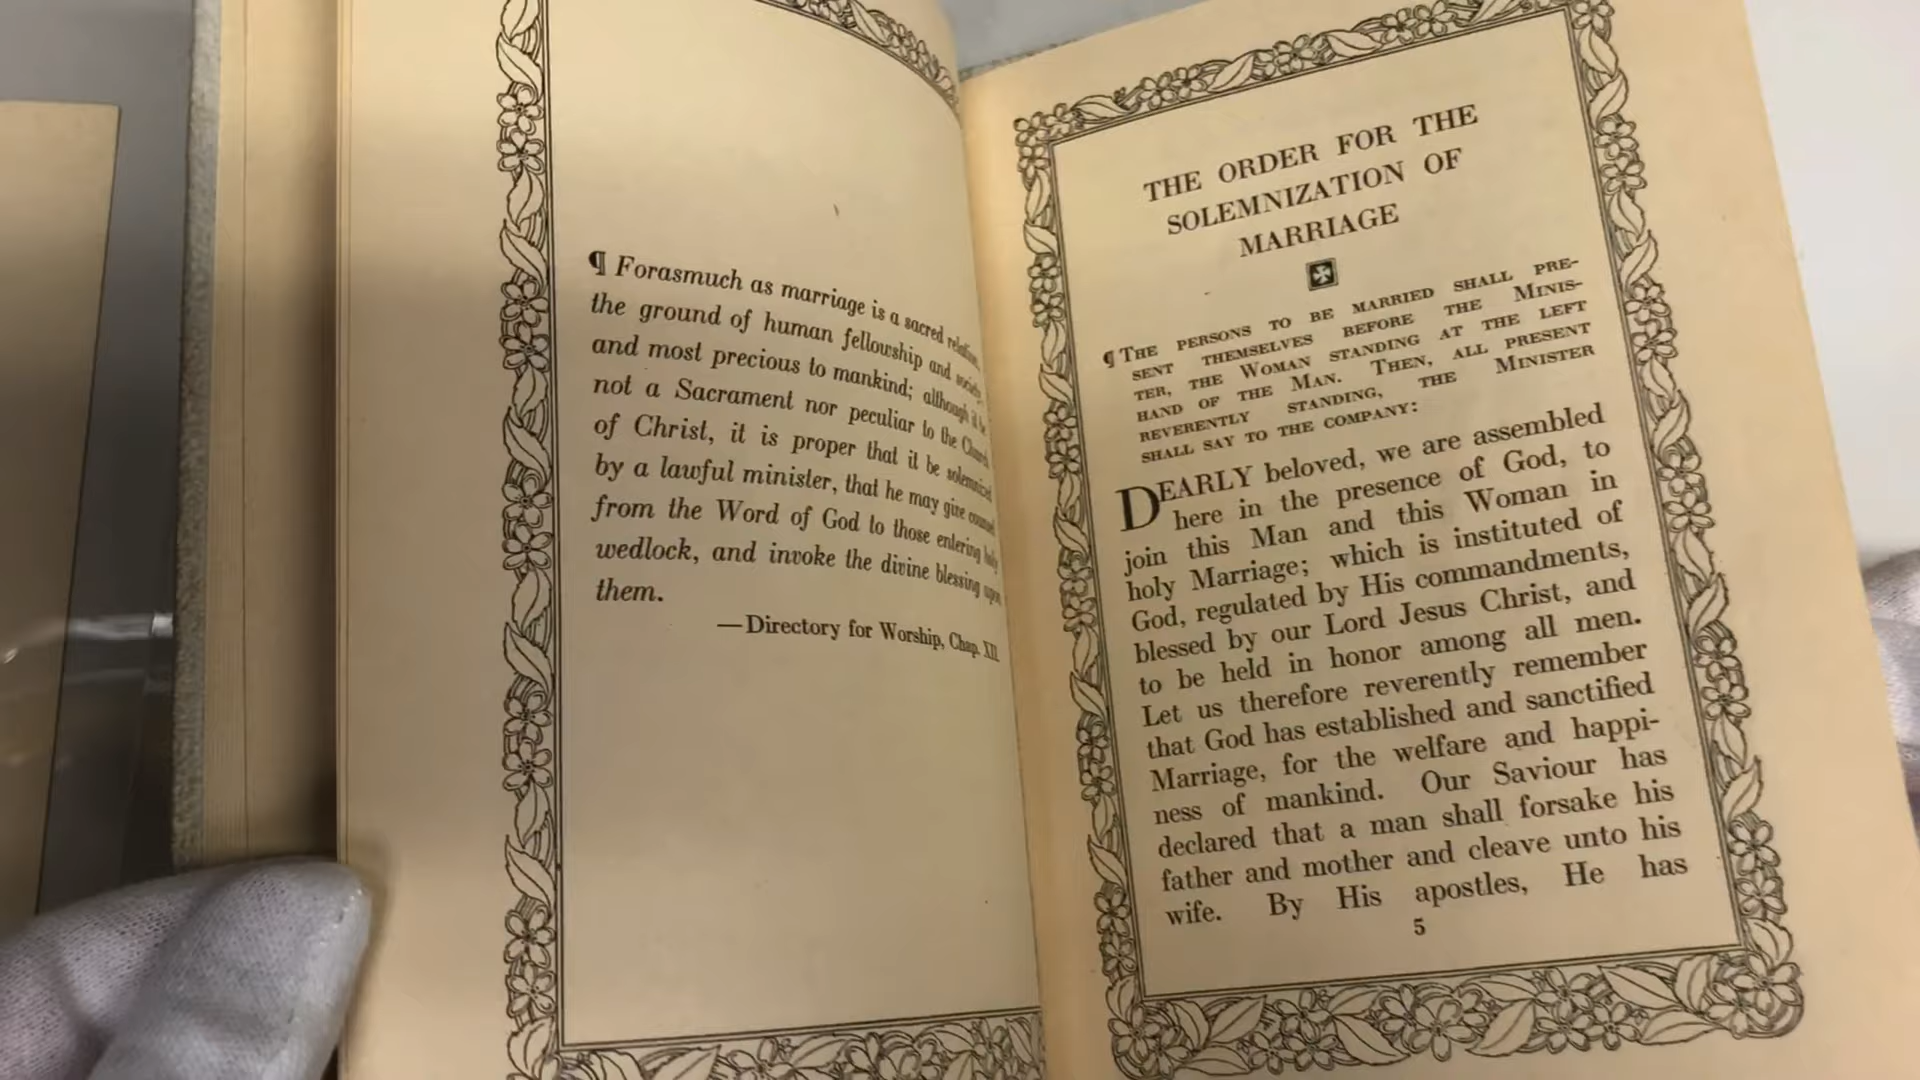 ¶ Forasmuch as marriage is a sacred relation,
the ground of human fellowship and society,
and most precious to mankind; although it be
not a Sacrament nor peculiar to the Church
of Christ, it is proper that it be solemnized
by a lawful minister, that he may give counsel
from the Word of God to those entering holy
wedlock, and invoke the divine blessing upon
them.
—Directory for Worship, Chap. XII.
THE ORDER FOR THE
SOLEMNIZATION OF
MARRIAGE
¶ THE PERSONS TO BE MARRIED SHALL PRE-
SENT THEMSELVES BEFORE THE MINIS-
TER, THE WOMAN STANDING AT THE LEFT
HAND OF THE MAN. THEN, ALL PRESENT
REVERENTLY STANDING, THE MINISTER
SHALL SAY TO THE COMPANY:
DEARLY beloved, we are assembled
here in the presence of God, to
join this Man and this Woman in
holy Marriage; which is instituted of
God, regulated by His commandments,
blessed by our Lord Jesus Christ, and
to be held in honor among all men.
Let us therefore reverently remember
that God has established and sanctified
Marriage, for the welfare and happi-
ness of mankind. Our Saviour has
declared that a man shall forsake his
father and mother and cleave unto his
wife. By His apostles, He has
5